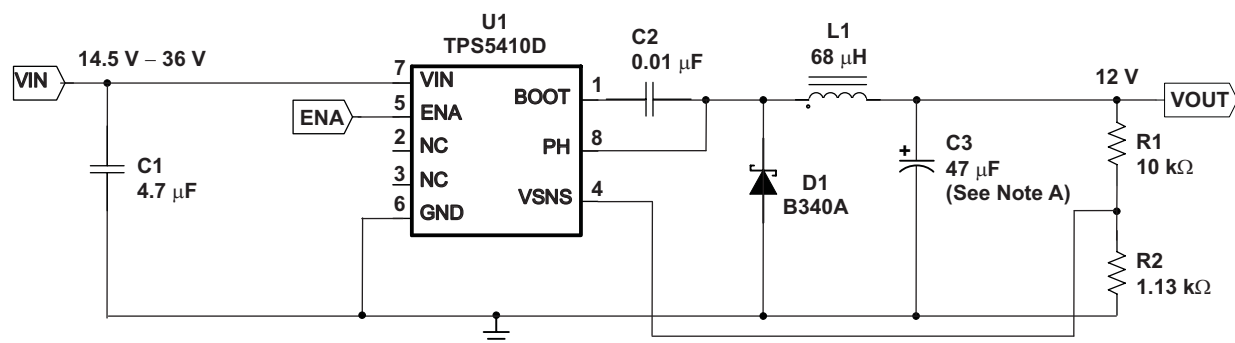 U1
TPS5410D
14.5 V – 36 V
VIN
ENA
7
VIN
5
ENA
2
NC
3
NC
6
GND
BOOT
1
PH
8
VSNS
4
C1
4.7 μF
C2
0.01 μF
L1
68 μH
D1
B340A
+
C3
47 μF
(See Note A)
12 V
VOUT
R1
10 kΩ
R2
1.13 kΩ